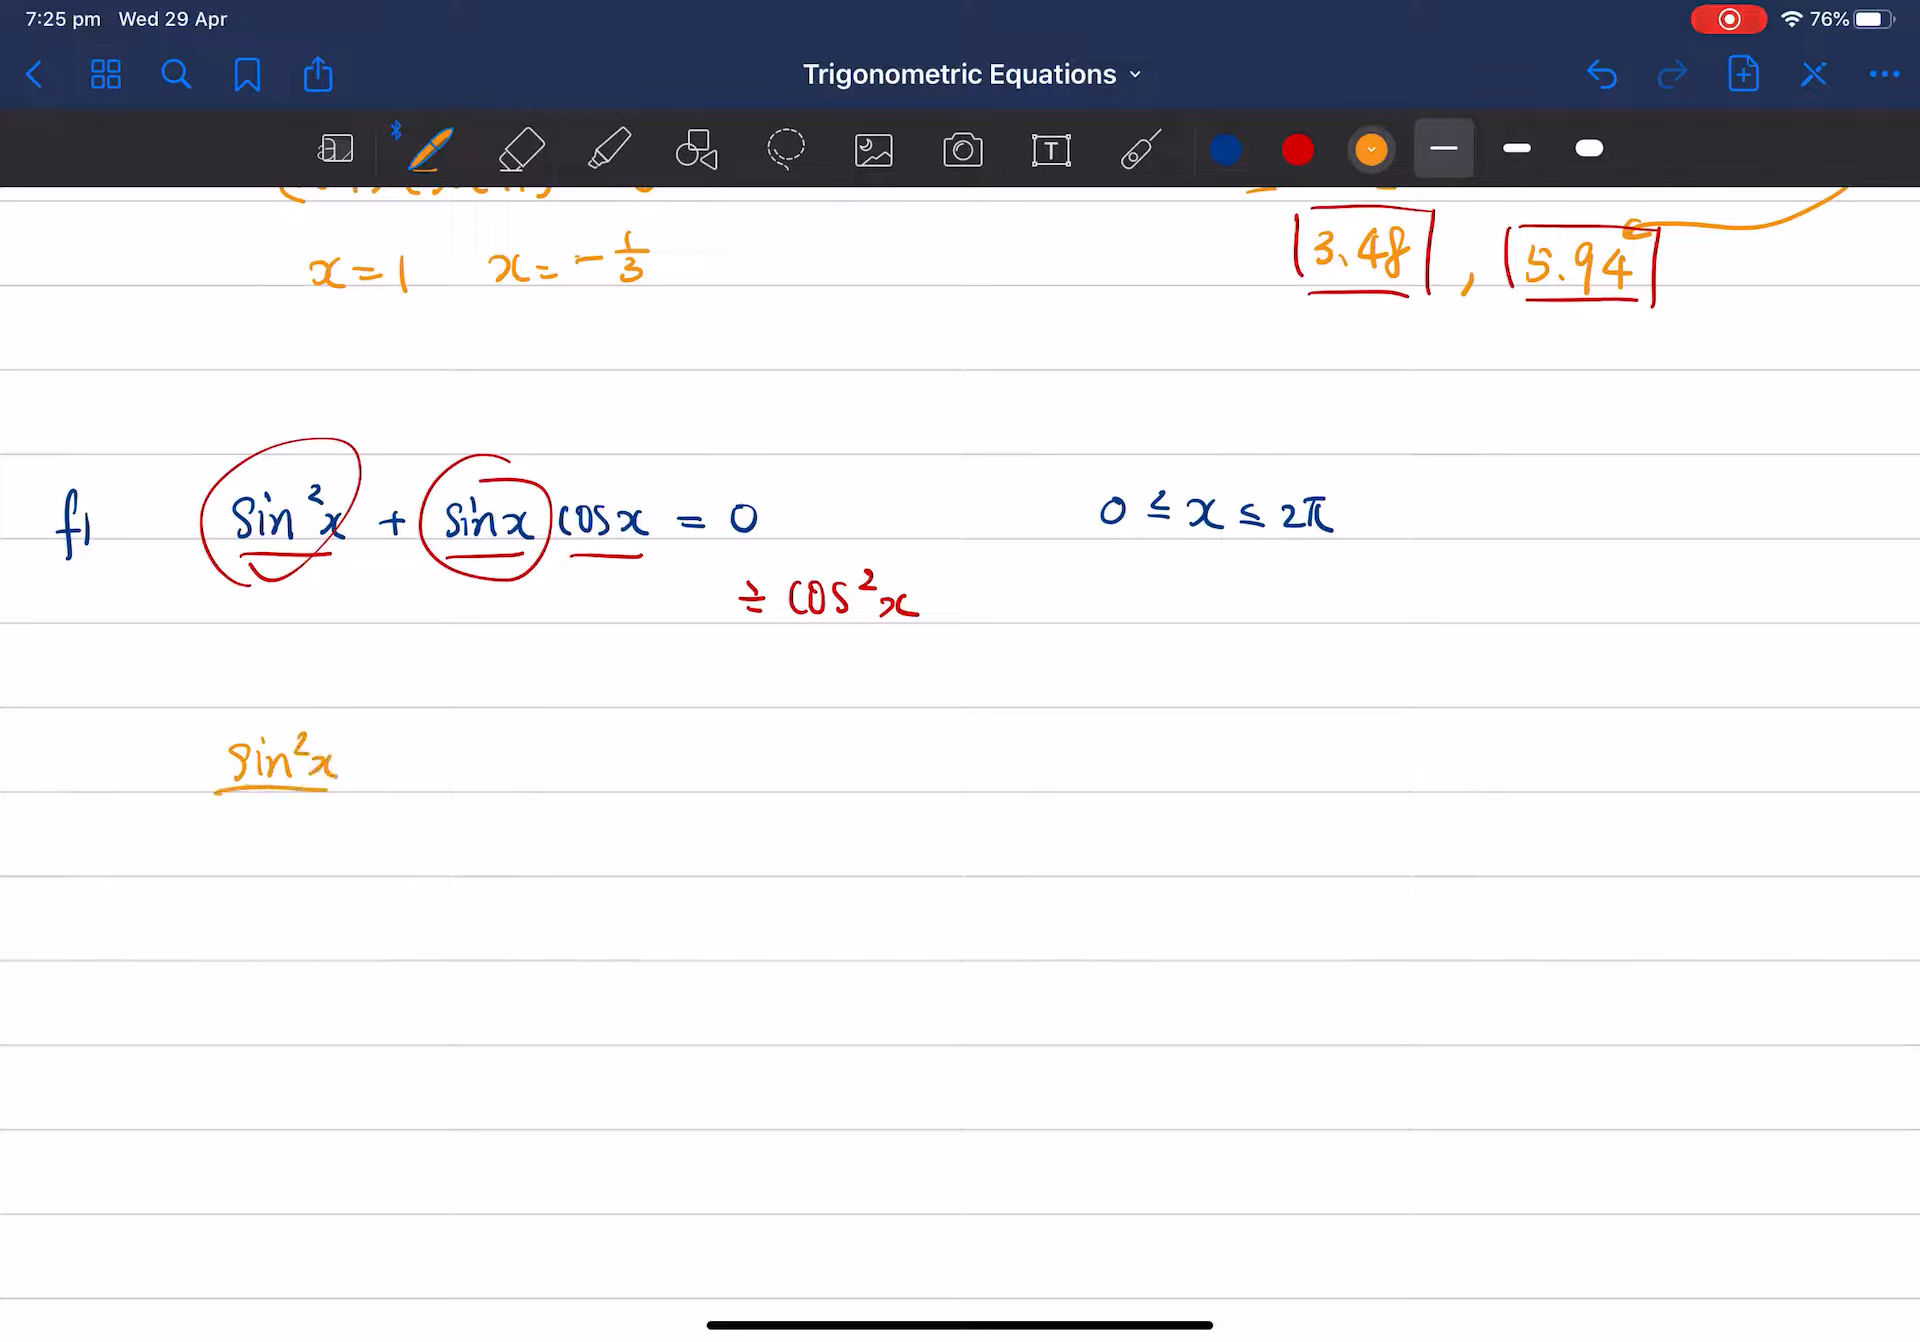 7:25 pm Wed 29 Apr 76%
Trigonometric Equations
T
x = 1 x = - 1/3 3.48 , 5.94
f) sin²x + sinx cosx = 0 0 ≤ x ≤ 2π
÷ cos²x
sin²x